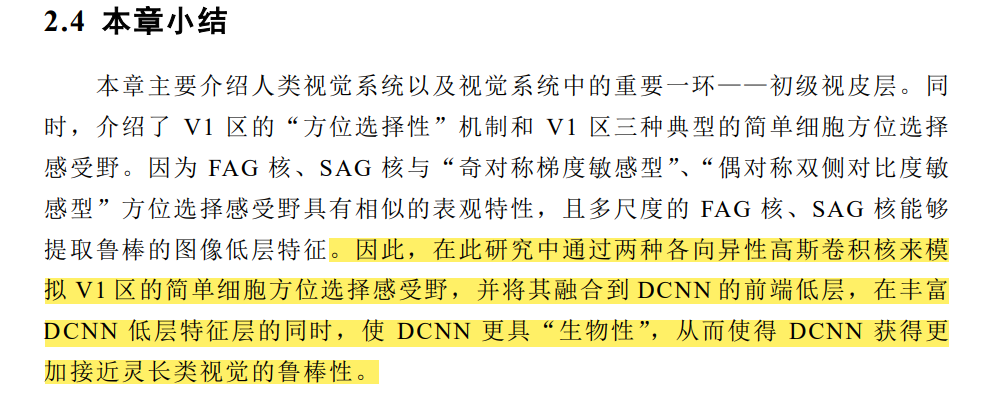 2.4 本章小结
本章主要介绍人类视觉系统以及视觉系统中的重要一环——初级视皮层。同
时，介绍了 V1 区的“方位选择性”机制和 V1 区三种典型的简单细胞方位选择
感受野。因为 FAG 核、SAG 核与“奇对称梯度敏感型”、“偶对称双侧对比度敏
感型”方位选择感受野具有相似的表观特性，且多尺度的 FAG 核、SAG 核能够
提取鲁棒的图像低层特征。因此，在此研究中通过两种各向异性高斯卷积核来模
拟 V1 区的简单细胞方位选择感受野，并将其融合到 DCNN 的前端低层，在丰富
DCNN 低层特征层的同时，使 DCNN 更具“生物性”，从而使得 DCNN 获得更
加接近灵长类视觉的鲁棒性。